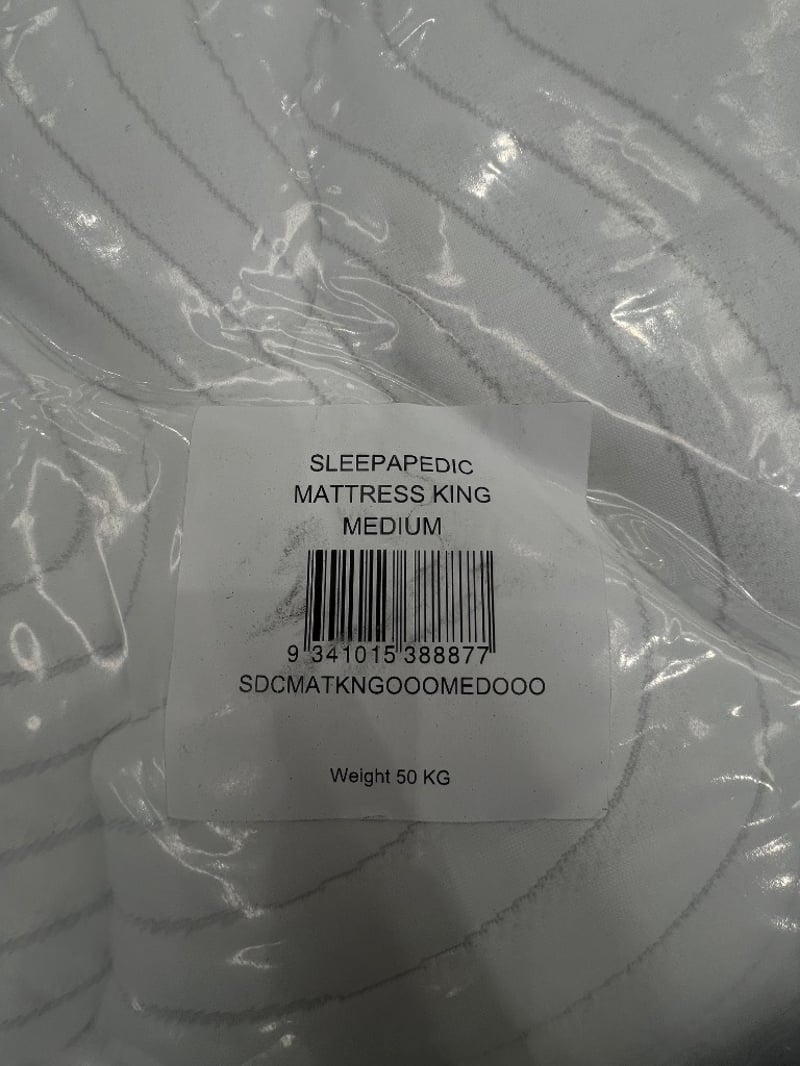 SLEEPAPEDIC
MATTRESS KING
MEDIUM
9 341015 388877
SDCMATKNGOOOMEDOOO
Weight 50 KG